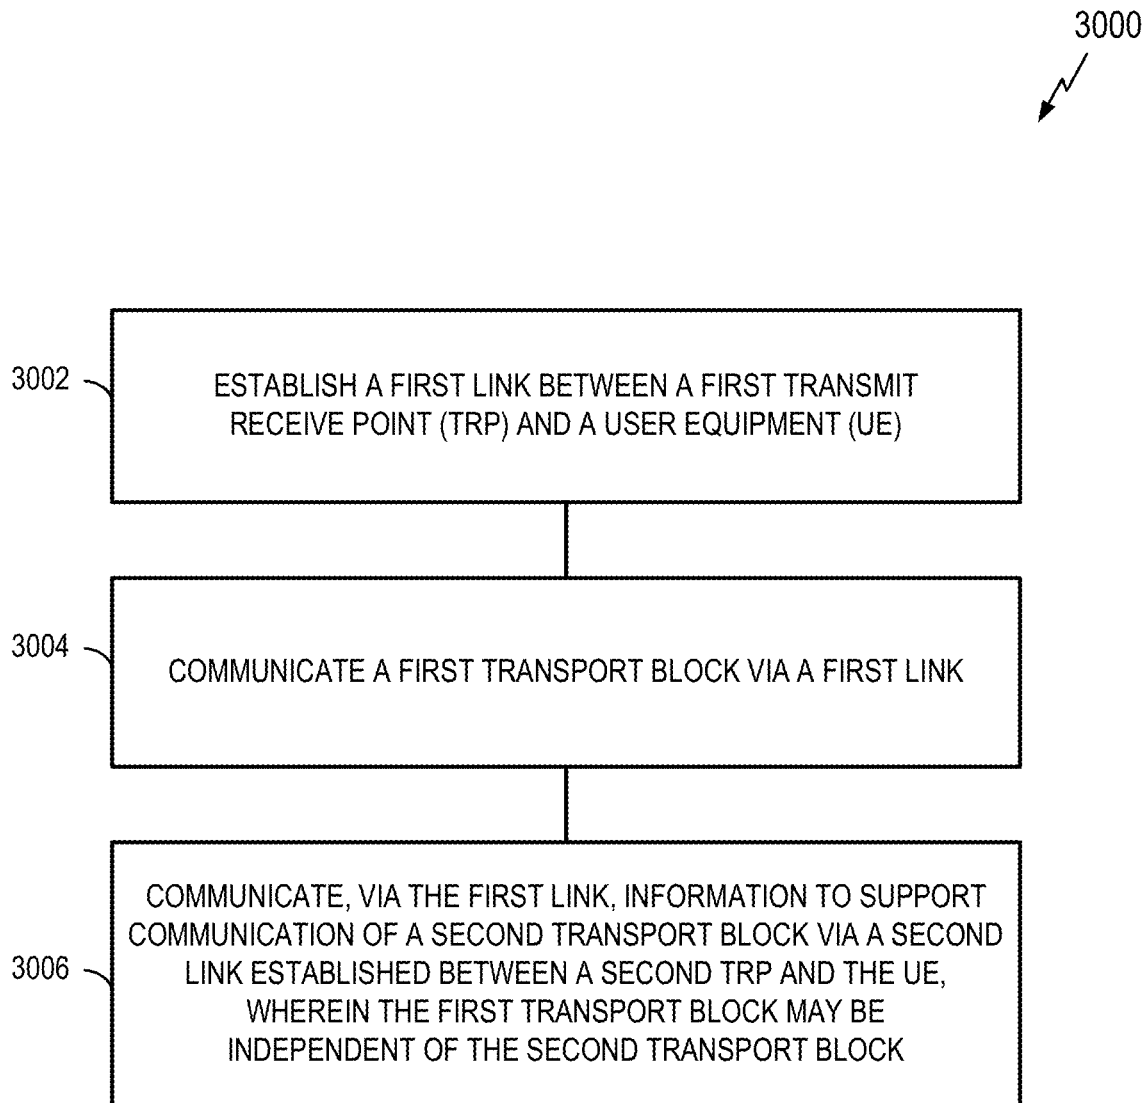 3000
3002
ESTABLISH A FIRST LINK BETWEEN A FIRST TRANSMIT
RECEIVE POINT (TRP) AND A USER EQUIPMENT (UE)
3004
COMMUNICATE A FIRST TRANSPORT BLOCK VIA A FIRST LINK
3006
COMMUNICATE, VIA THE FIRST LINK, INFORMATION TO SUPPORT
COMMUNICATION OF A SECOND TRANSPORT BLOCK VIA A SECOND
LINK ESTABLISHED BETWEEN A SECOND TRP AND THE UE,
WHEREIN THE FIRST TRANSPORT BLOCK MAY BE
INDEPENDENT OF THE SECOND TRANSPORT BLOCK